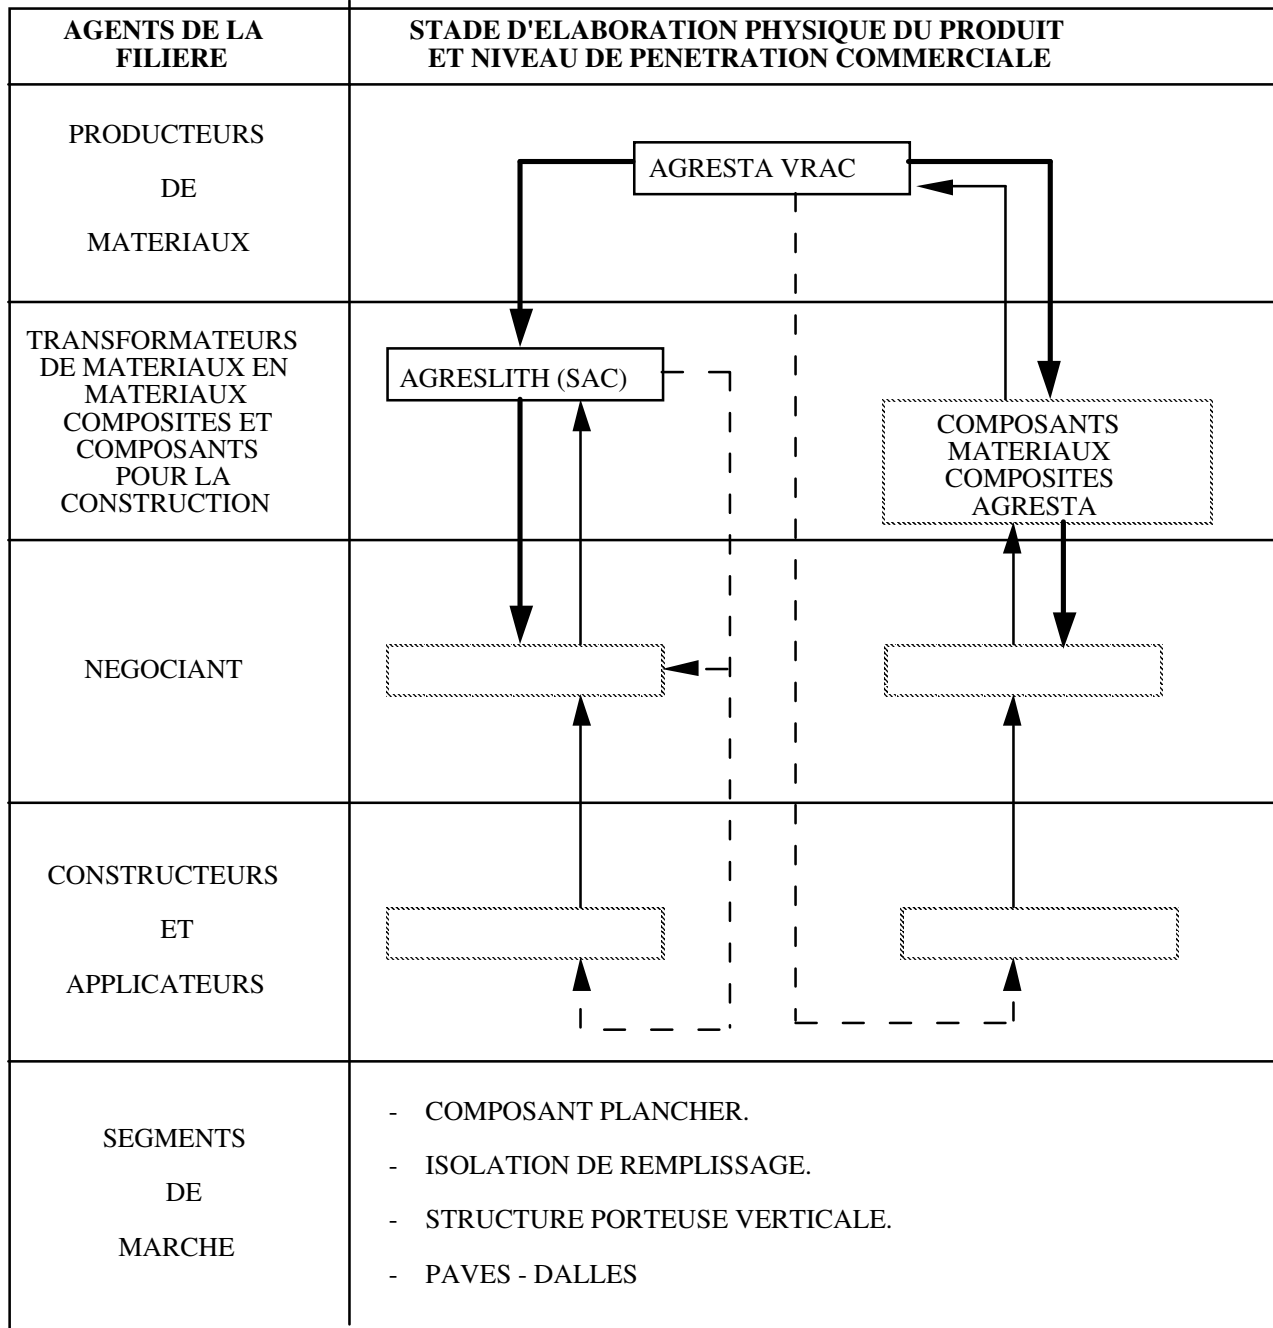 AGENTS DE LA
FILIERE
STADE D'ELABORATION PHYSIQUE DU PRODUIT
ET NIVEAU DE PENETRATION COMMERCIALE
PRODUCTEURS
DE
MATERIAUX
AGRESTA VRAC
TRANSFORMATEURS
DE MATERIAUX EN
MATERIAUX
COMPOSITES ET
COMPOSANTS
POUR LA
CONSTRUCTION
AGRESLITH (SAC)
COMPOSANTS
MATERIAUX
COMPOSITES
AGRESTA
NEGOCIANT
CONSTRUCTEURS
ET
APPLICATEURS
SEGMENTS
DE
MARCHE
- COMPOSANT PLANCHER.
- ISOLATION DE REMPLISSAGE.
- STRUCTURE PORTEUSE VERTICALE.
- PAVES - DALLES